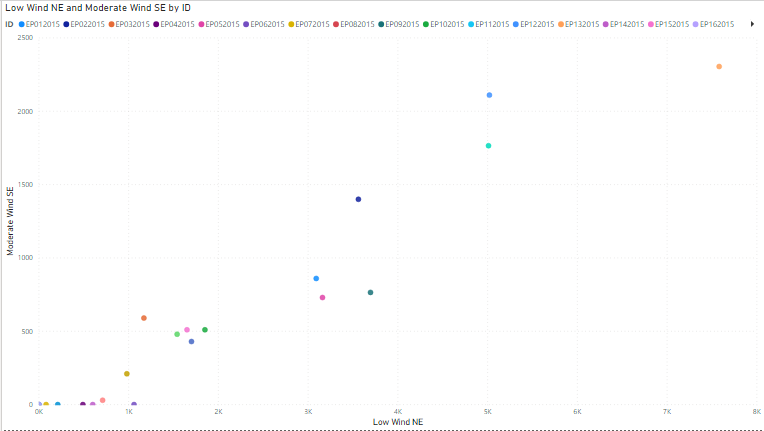 Low Wind NE and Moderate Wind SE by ID
ID EP012015 EP022015 EP032015 EP042015 EP052015 EP062015 EP072015 EP082015 EP092015 EP102015 EP112015 EP122015 EP132015 EP142015 EP152015 EP162015
2500
2000
1500
1000
500
0
Moderate Wind SE
0K 1K 2K 3K 4K 5K 6K 7K 8K
Low Wind NE